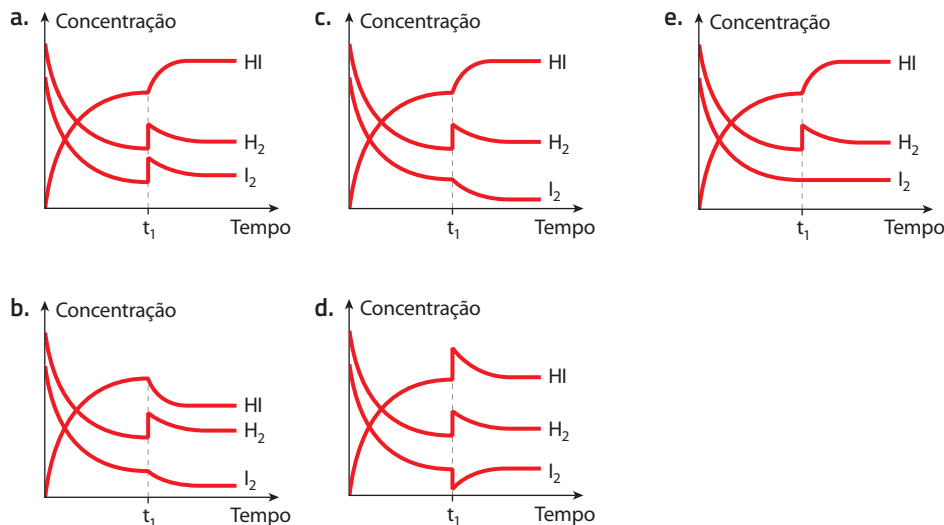 a.
Concentração
HI
H₂
I₂
t₁
Tempo
c.
Concentração
HI
H₂
I₂
t₁
Tempo
e.
Concentração
HI
H₂
I₂
t₁
Tempo
b.
Concentração
HI
H₂
I₂
t₁
Tempo
d.
Concentração
HI
H₂
I₂
t₁
Tempo